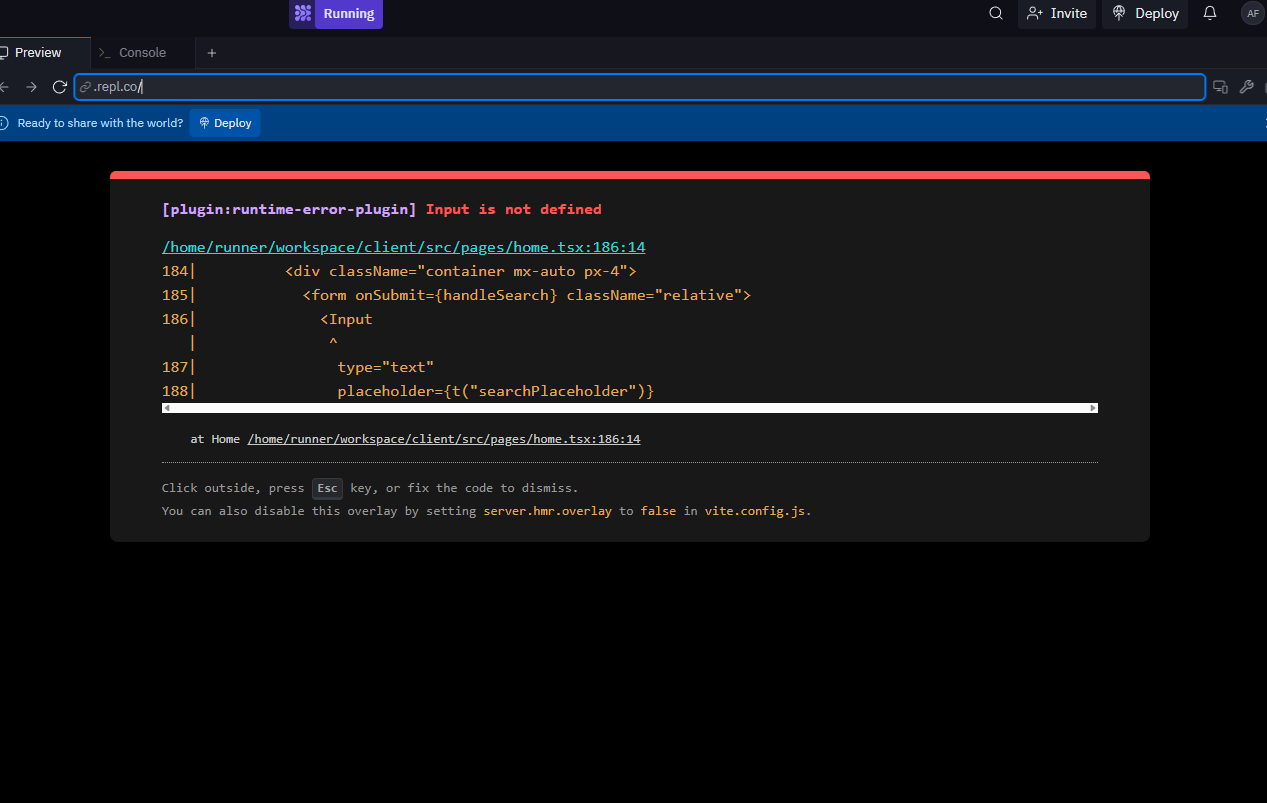 Running
Invite
Deploy
AF
Preview
>_ Console
+
.repl.co/
Ready to share with the world?
Deploy
[plugin:runtime-error-plugin] Input is not defined
/home/runner/workspace/client/src/pages/home.tsx:186:14
184|          <div className="container mx-auto px-4">
185|            <form onSubmit={handleSearch} className="relative">
186|              <Input
   |               ^
187|                type="text"
188|                placeholder={t("searchPlaceholder")}
at Home /home/runner/workspace/client/src/pages/home.tsx:186:14
Click outside, press Esc key, or fix the code to dismiss.
You can also disable this overlay by setting server.hmr.overlay to false in vite.config.js.